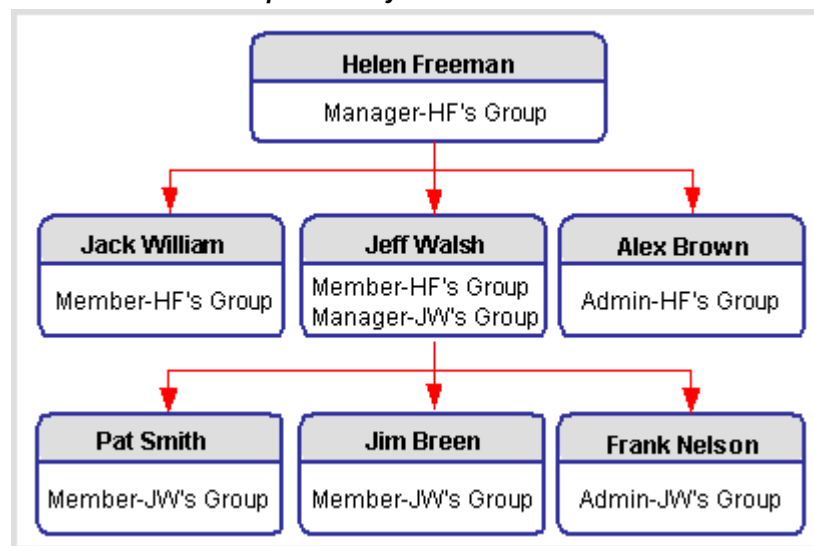 Helen Freeman
Manager-HF's Group
Jack William
Member-HF's Group
Jeff Walsh
Member-HF's Group
Manager-JW's Group
Alex Brown
Admin-HF's Group
Pat Smith
Member-JW's Group
Jim Breen
Member-JW's Group
Frank Nelson
Admin-JW's Group